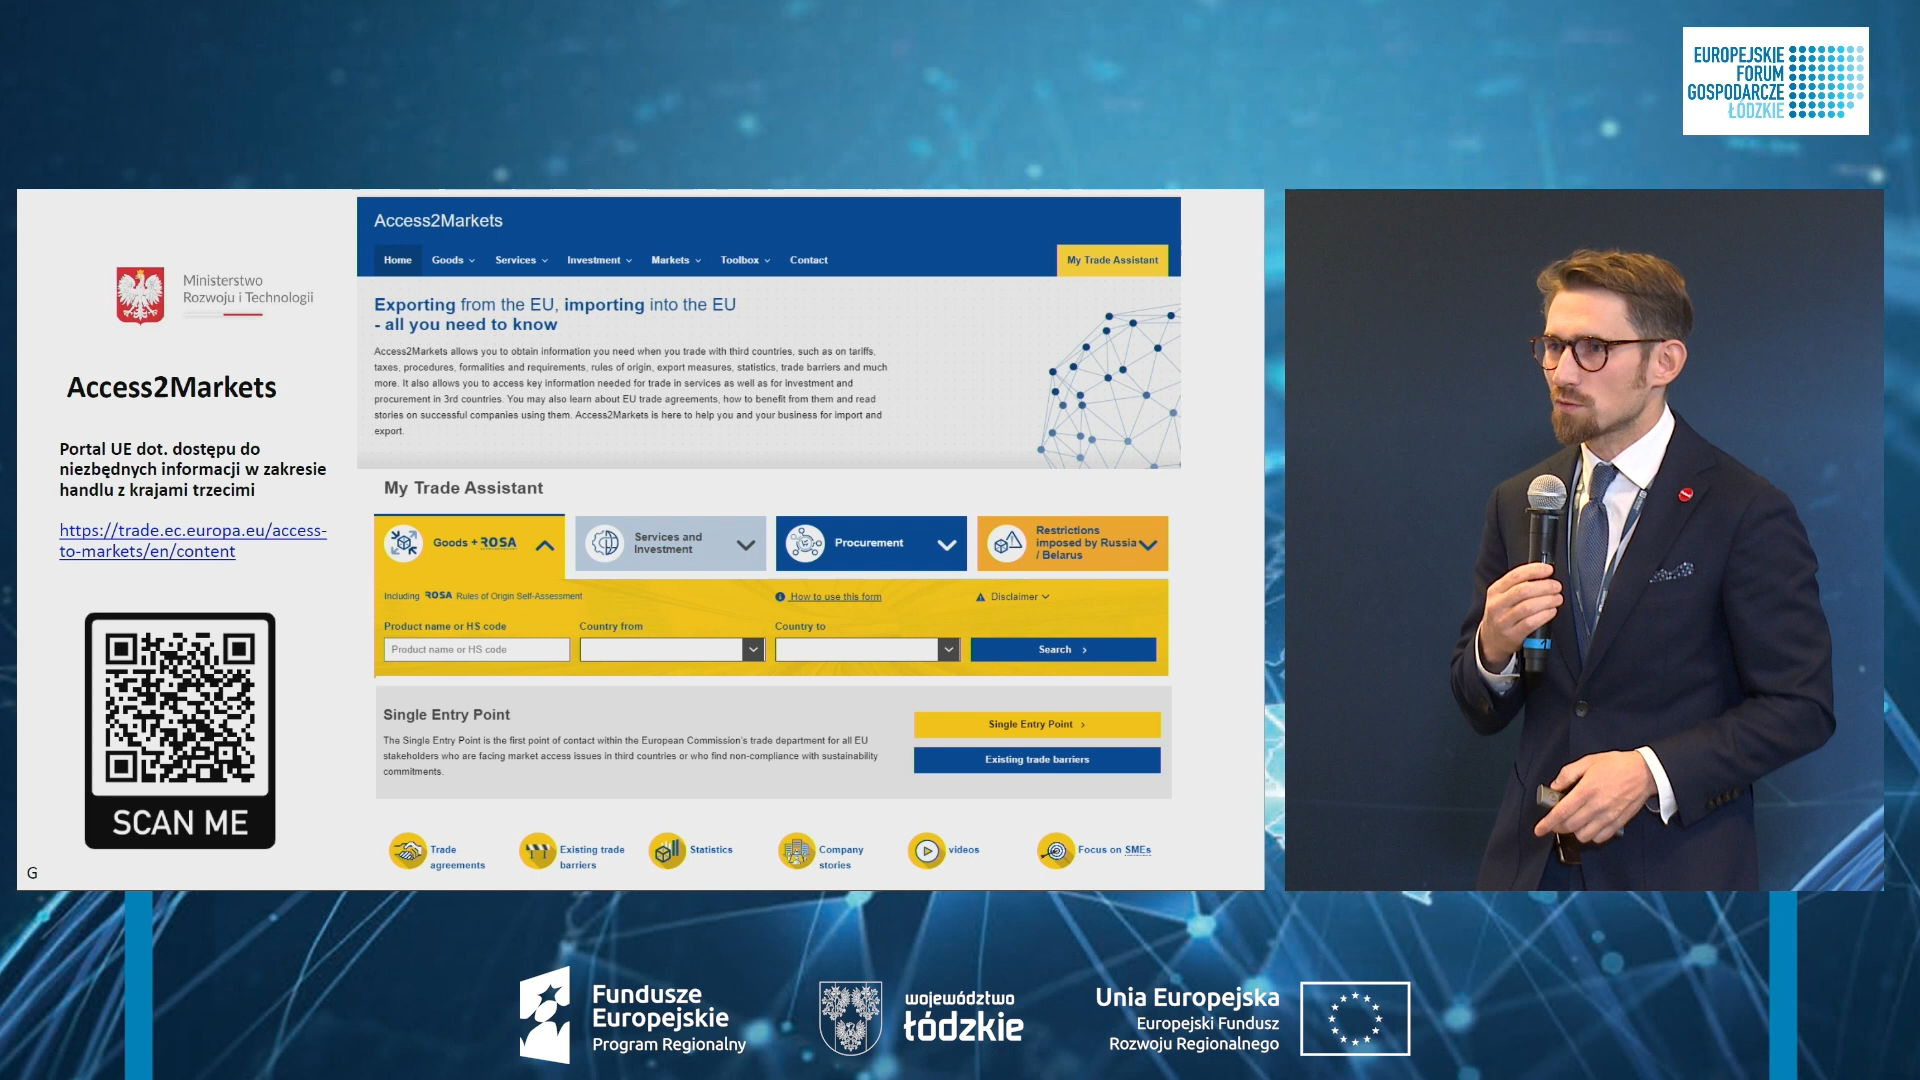 EUROPEJSKIE
FORUM
GOSPODARCZE
ŁÓDZKIE
Ministerstwo
Rozwoju i Technologii
Access2Markets
Portal UE dot. dostępu do
niezbędnych informacji w zakresie
handlu z krajami trzecimi
https://trade.ec.europa.eu/access-
to-markets/en/content
SCAN ME
G
Access2Markets
Home Goods Services Investment Markets Toolbox Contact My Trade Assistant
Exporting from the EU, importing into the EU
- all you need to know
Access2Markets allows you to obtain information you need when you trade with third countries, such as on tariffs,
taxes, procedures, formalities and requirements, rules of origin, export measures, statistics, trade barriers and much
more. It also allows you to access key information needed for trade in services as well as for investment and
procurement in 3rd countries. You may also learn about EU trade agreements, how to benefit from them and read
stories on successful companies using them. Access2Markets is here to help you and your business for import and
export.
My Trade Assistant
Goods + ROSA
Services and
Investment
Procurement
Restrictions
imposed by Russia
/ Belarus
Including ROSA Rules of Origin Self-Assessment
How to use this form
Disclaimer
Product name or HS code
Country from
Country to
Product name or HS code
Search
Single Entry Point
The Single Entry Point is the first point of contact within the European Commission's trade department for all EU
stakeholders who are facing market access issues in third countries or who find non-compliance with sustainability
commitments.
Single Entry Point
Existing trade barriers
Trade
agreements
Existing trade
barriers
Statistics
Company
stories
videos
Focus on SMEs
Fundusze
Europejskie
Program Regionalny
województwo
łódzkie
Unia Europejska
Europejski Fundusz
Rozwoju Regionalnego